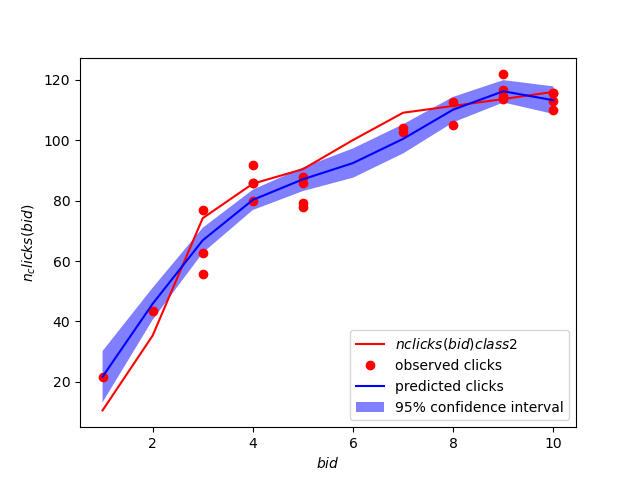 120
100
80
60
40
20
n_clicks(bid)
2
4
6
8
10
bid
nclicks(bid)class2
observed clicks
predicted clicks
95% confidence interval